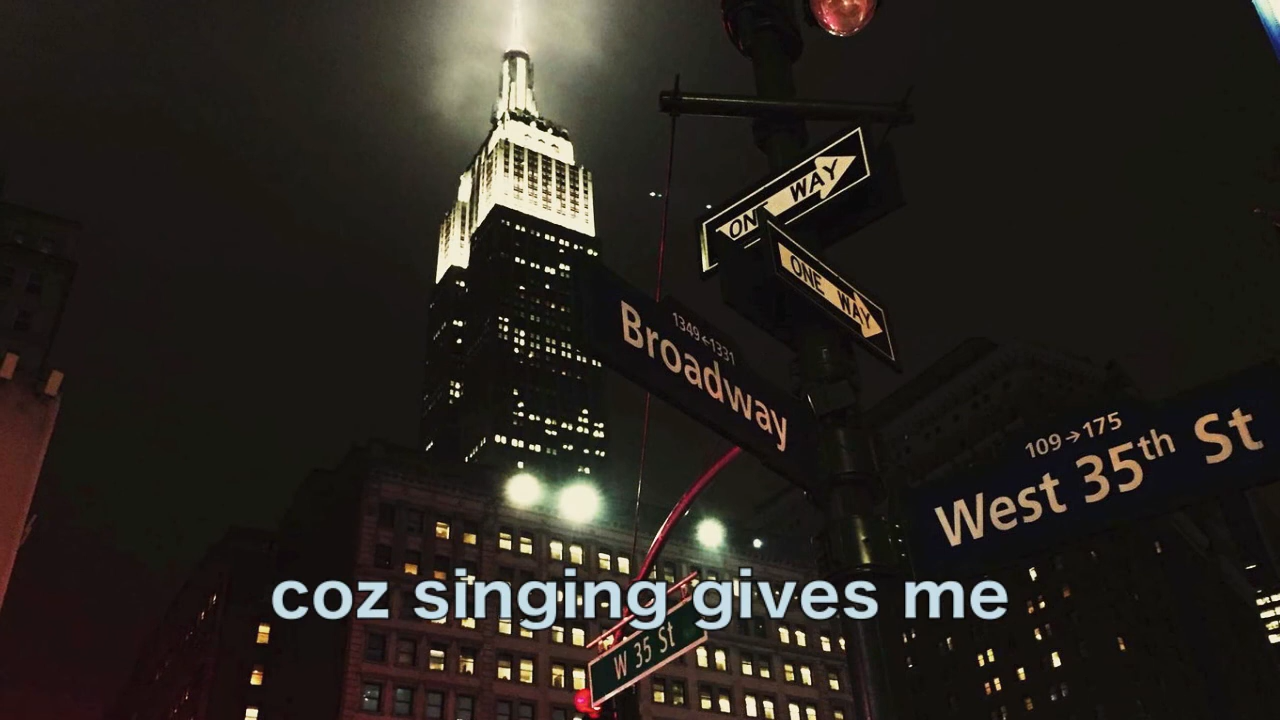 ONE WAY
ONE WAY
1349←1331
Broadway
109→175
West 35th St
coz singing gives me
W 35 St